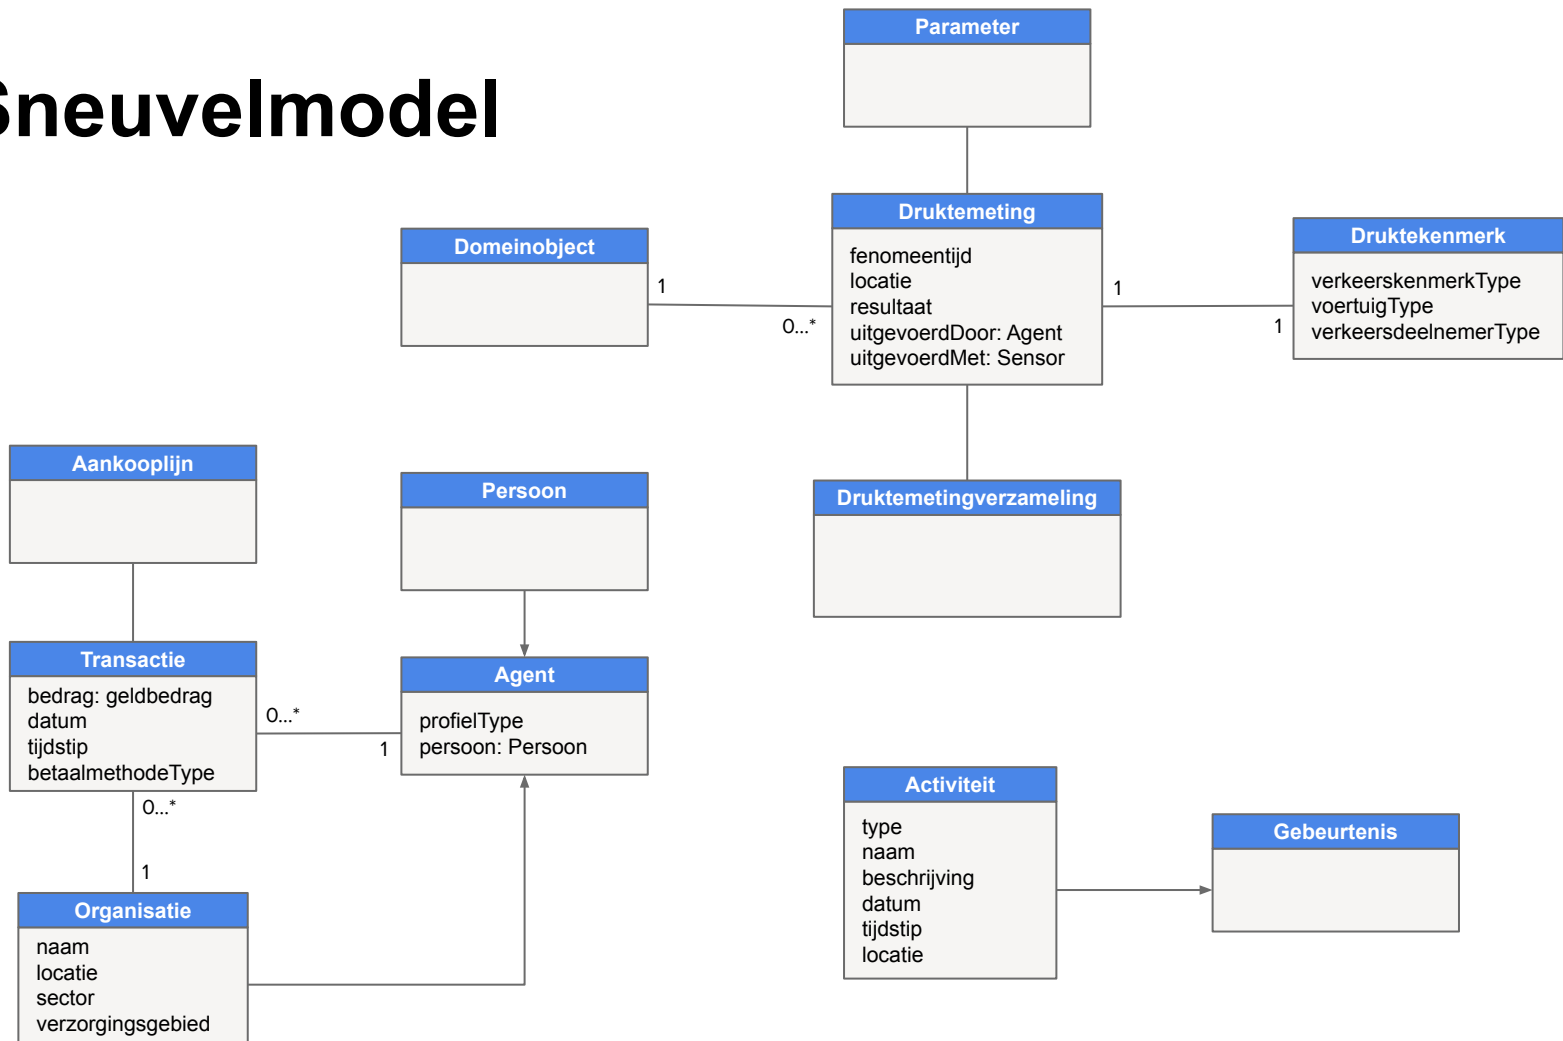 Sneuvelmodel
Parameter
Druktemeting
fenomeentijd
locatie
resultaat
uitgevoerdDoor: Agent
uitgevoerdMet: Sensor
Domeinobject
1
0...*
1
1
Druktekenmerk
verkeerskenmerkType
voertuigType
verkeersdeelnemerType
Druktemetingverzameling
Aankooplijn
Persoon
Transactie
bedrag: geldbedrag
datum
tijdstip
betaalmethodeType
0...*
1
Agent
profielType
persoon: Persoon
0...*
1
Organisatie
naam
locatie
sector
verzorgingsgebied
Activiteit
type
naam
beschrijving
datum
tijdstip
locatie
Gebeurtenis